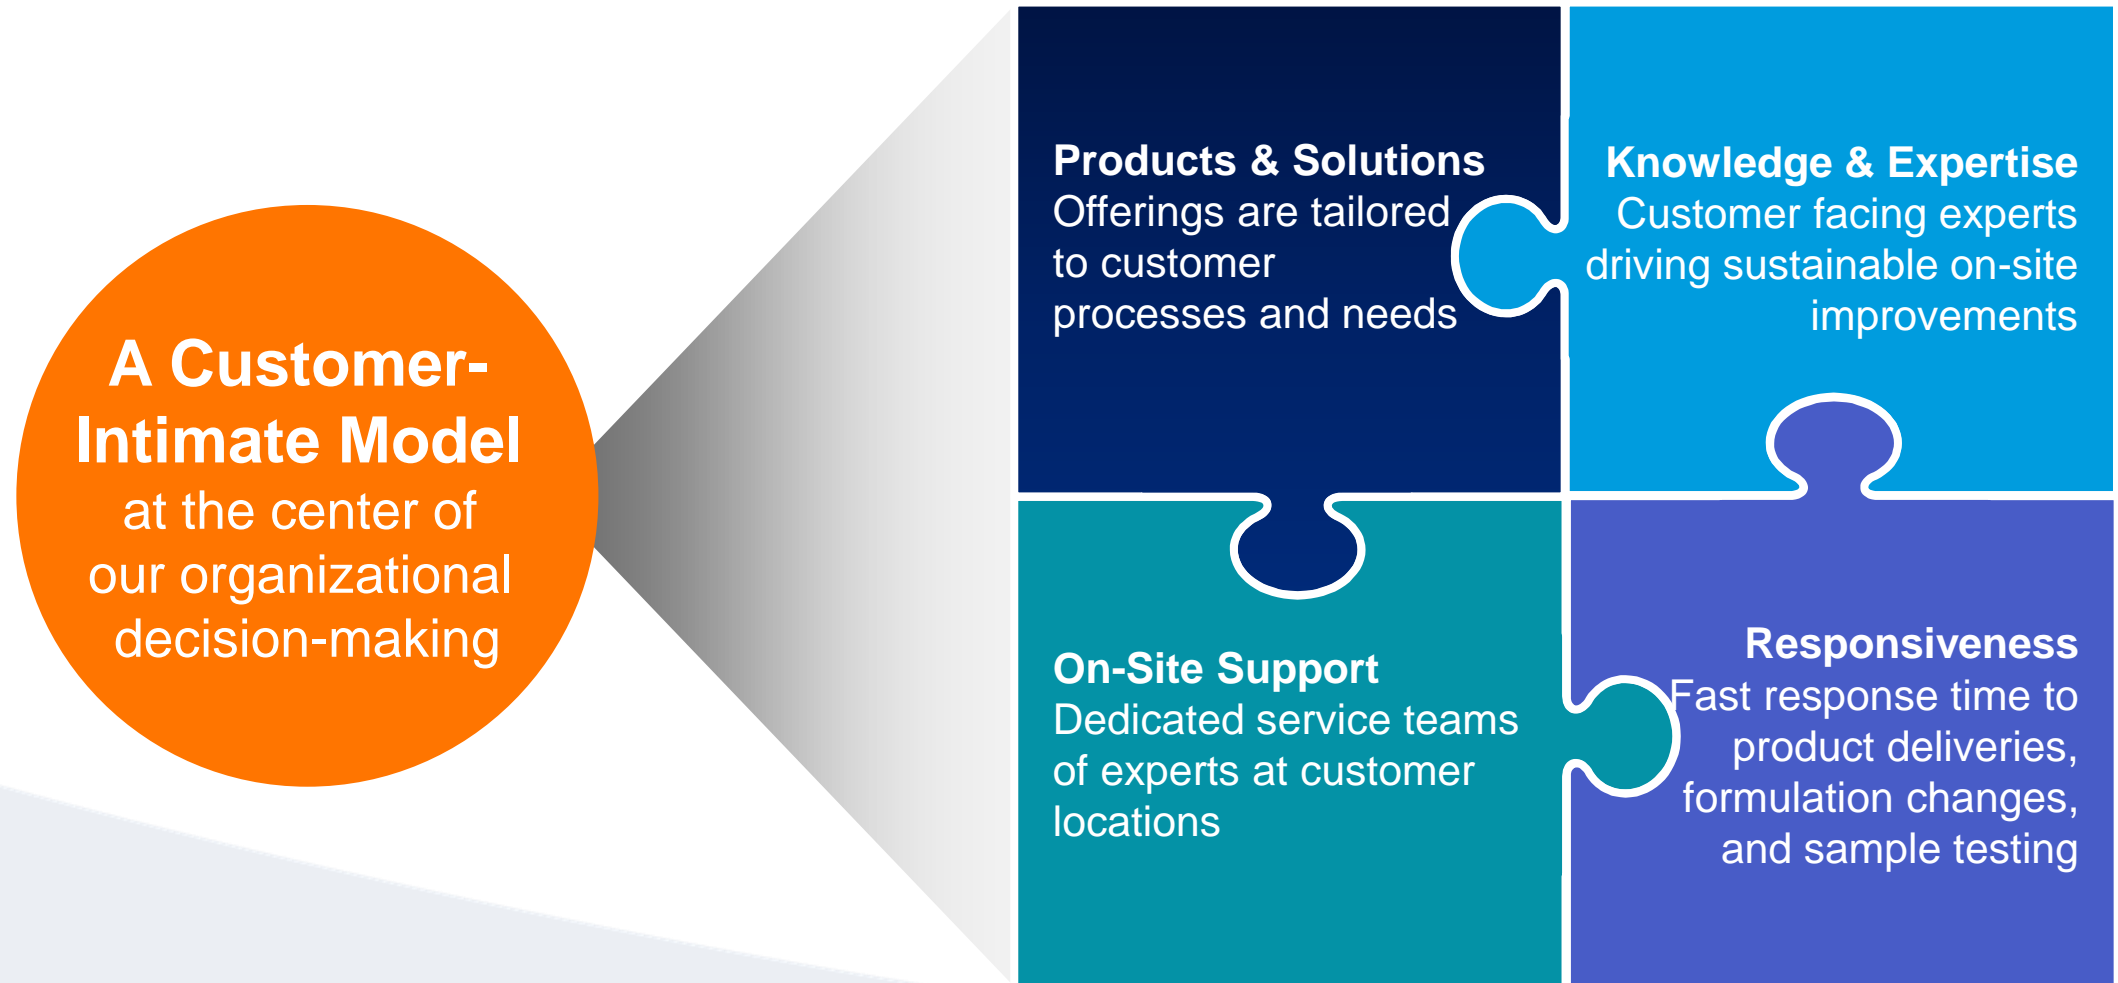 A Customer-
Intimate Model
at the center of
our organizational
decision-making
Products & Solutions
Offerings are tailored
to customer
processes and needs
Knowledge & Expertise
Customer facing experts
driving sustainable on-site
improvements
On-Site Support
Dedicated service teams
of experts at customer
locations
Responsiveness
Fast response time to
product deliveries,
formulation changes,
and sample testing